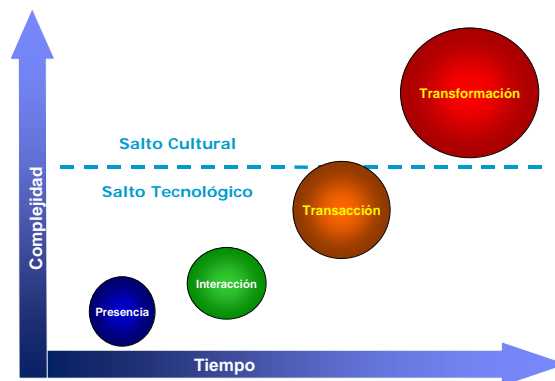 Transformación
Salto Cultural
Salto Tecnológico
Transacción
Complejidad
Interacción
Presencia
Tiempo